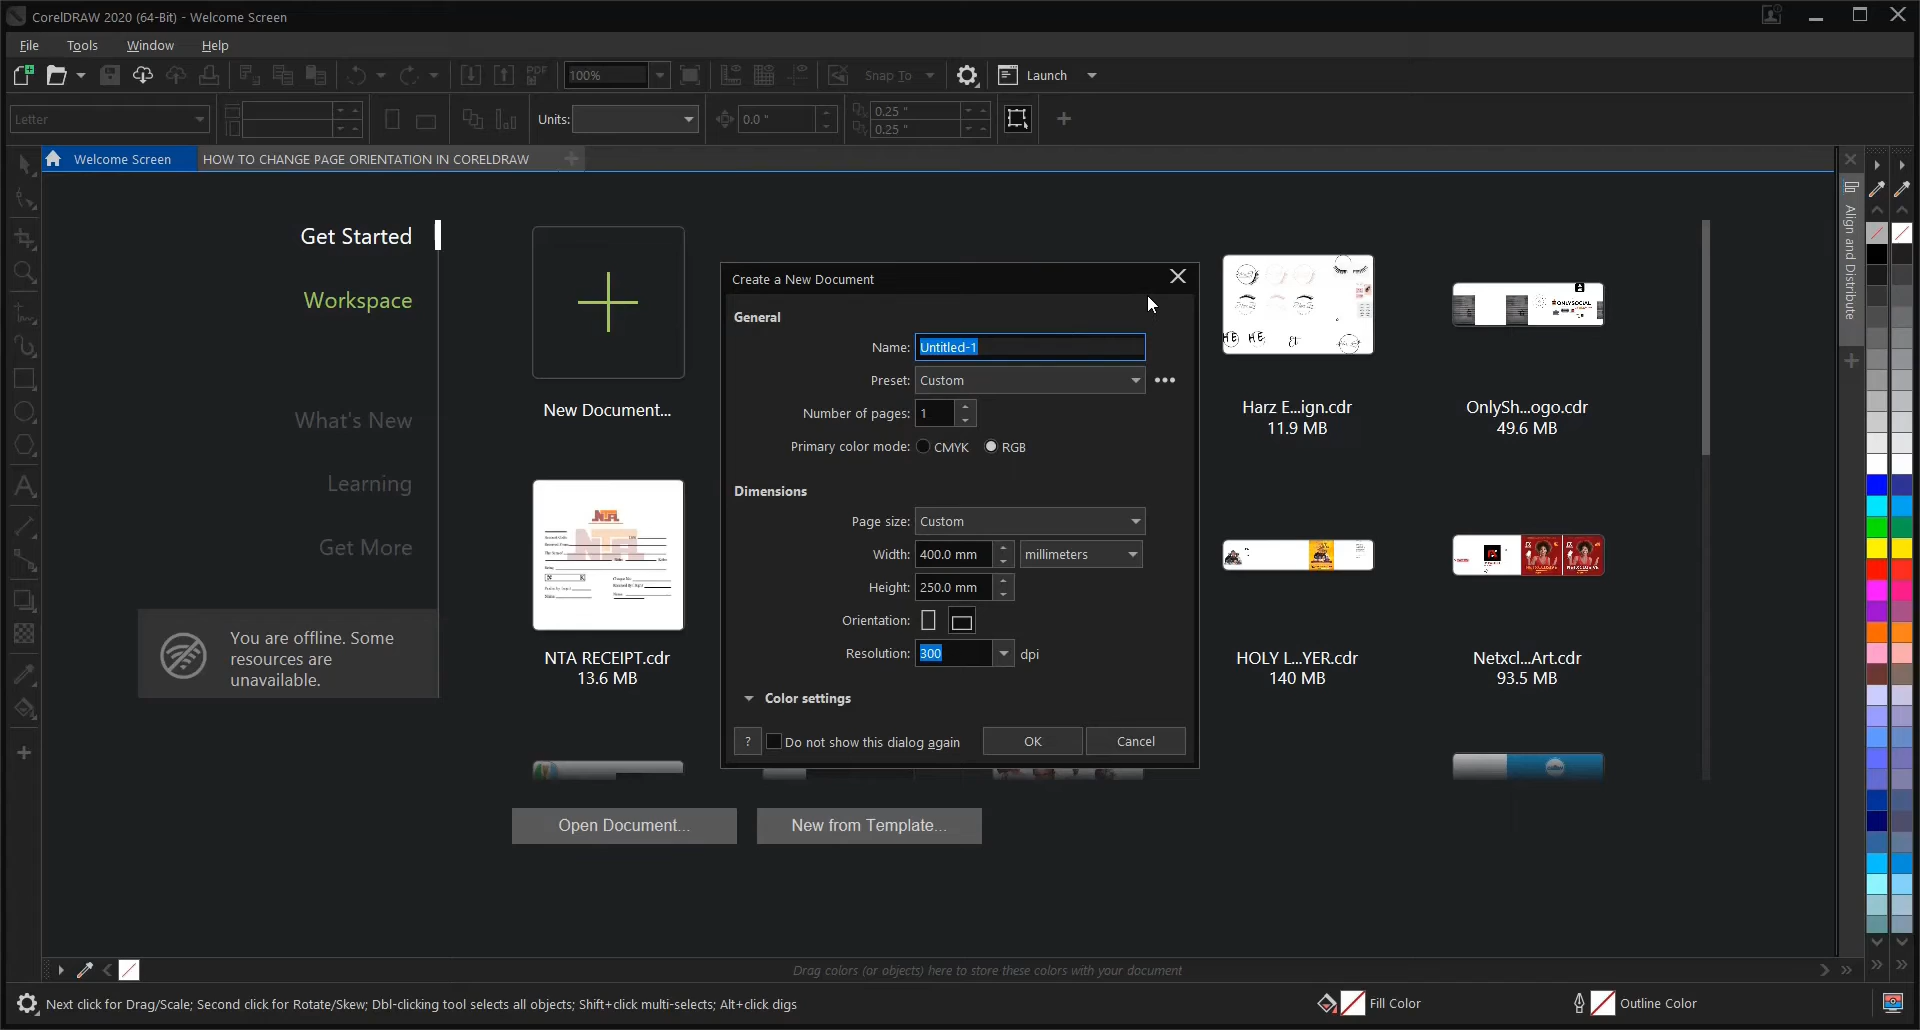 CorelDRAW 2020 (64-Bit) - Welcome Screen
File Tools Window Help
PDF 100% Snap To Launch
Letter Units: 0.0 " 0.25 "
0.25 "
Welcome Screen HOW TO CHANGE PAGE ORIENTATION IN CORELDRAW
Align and Distribute
Get Started
Workspace
What's New
Learning
Get More
You are offline. Some
resources are
unavailable.
New Document...
NTA RECEIPT.cdr
13.6 MB
Harz E...ign.cdr
11.9 MB
OnlySh...ogo.cdr
49.6 MB
HOLY L...YER.cdr
140 MB
Netxcl...Art.cdr
93.5 MB
Create a New Document
General
Name: Untitled-1
Preset: Custom
Number of pages: 1
Primary color mode: CMYK RGB
Dimensions
Page size: Custom
Width: 400.0 mm millimeters
Height: 250.0 mm
Orientation:
Resolution: 300 dpi
Color settings
? Do not show this dialog again OK Cancel
Open Document... New from Template...
Drag colors (or objects) here to store these colors with your document
Next click for Drag/Scale; Second click for Rotate/Skew; Dbl-clicking tool selects all objects; Shift+click multi-selects; Alt+click digs
Fill Color Outline Color